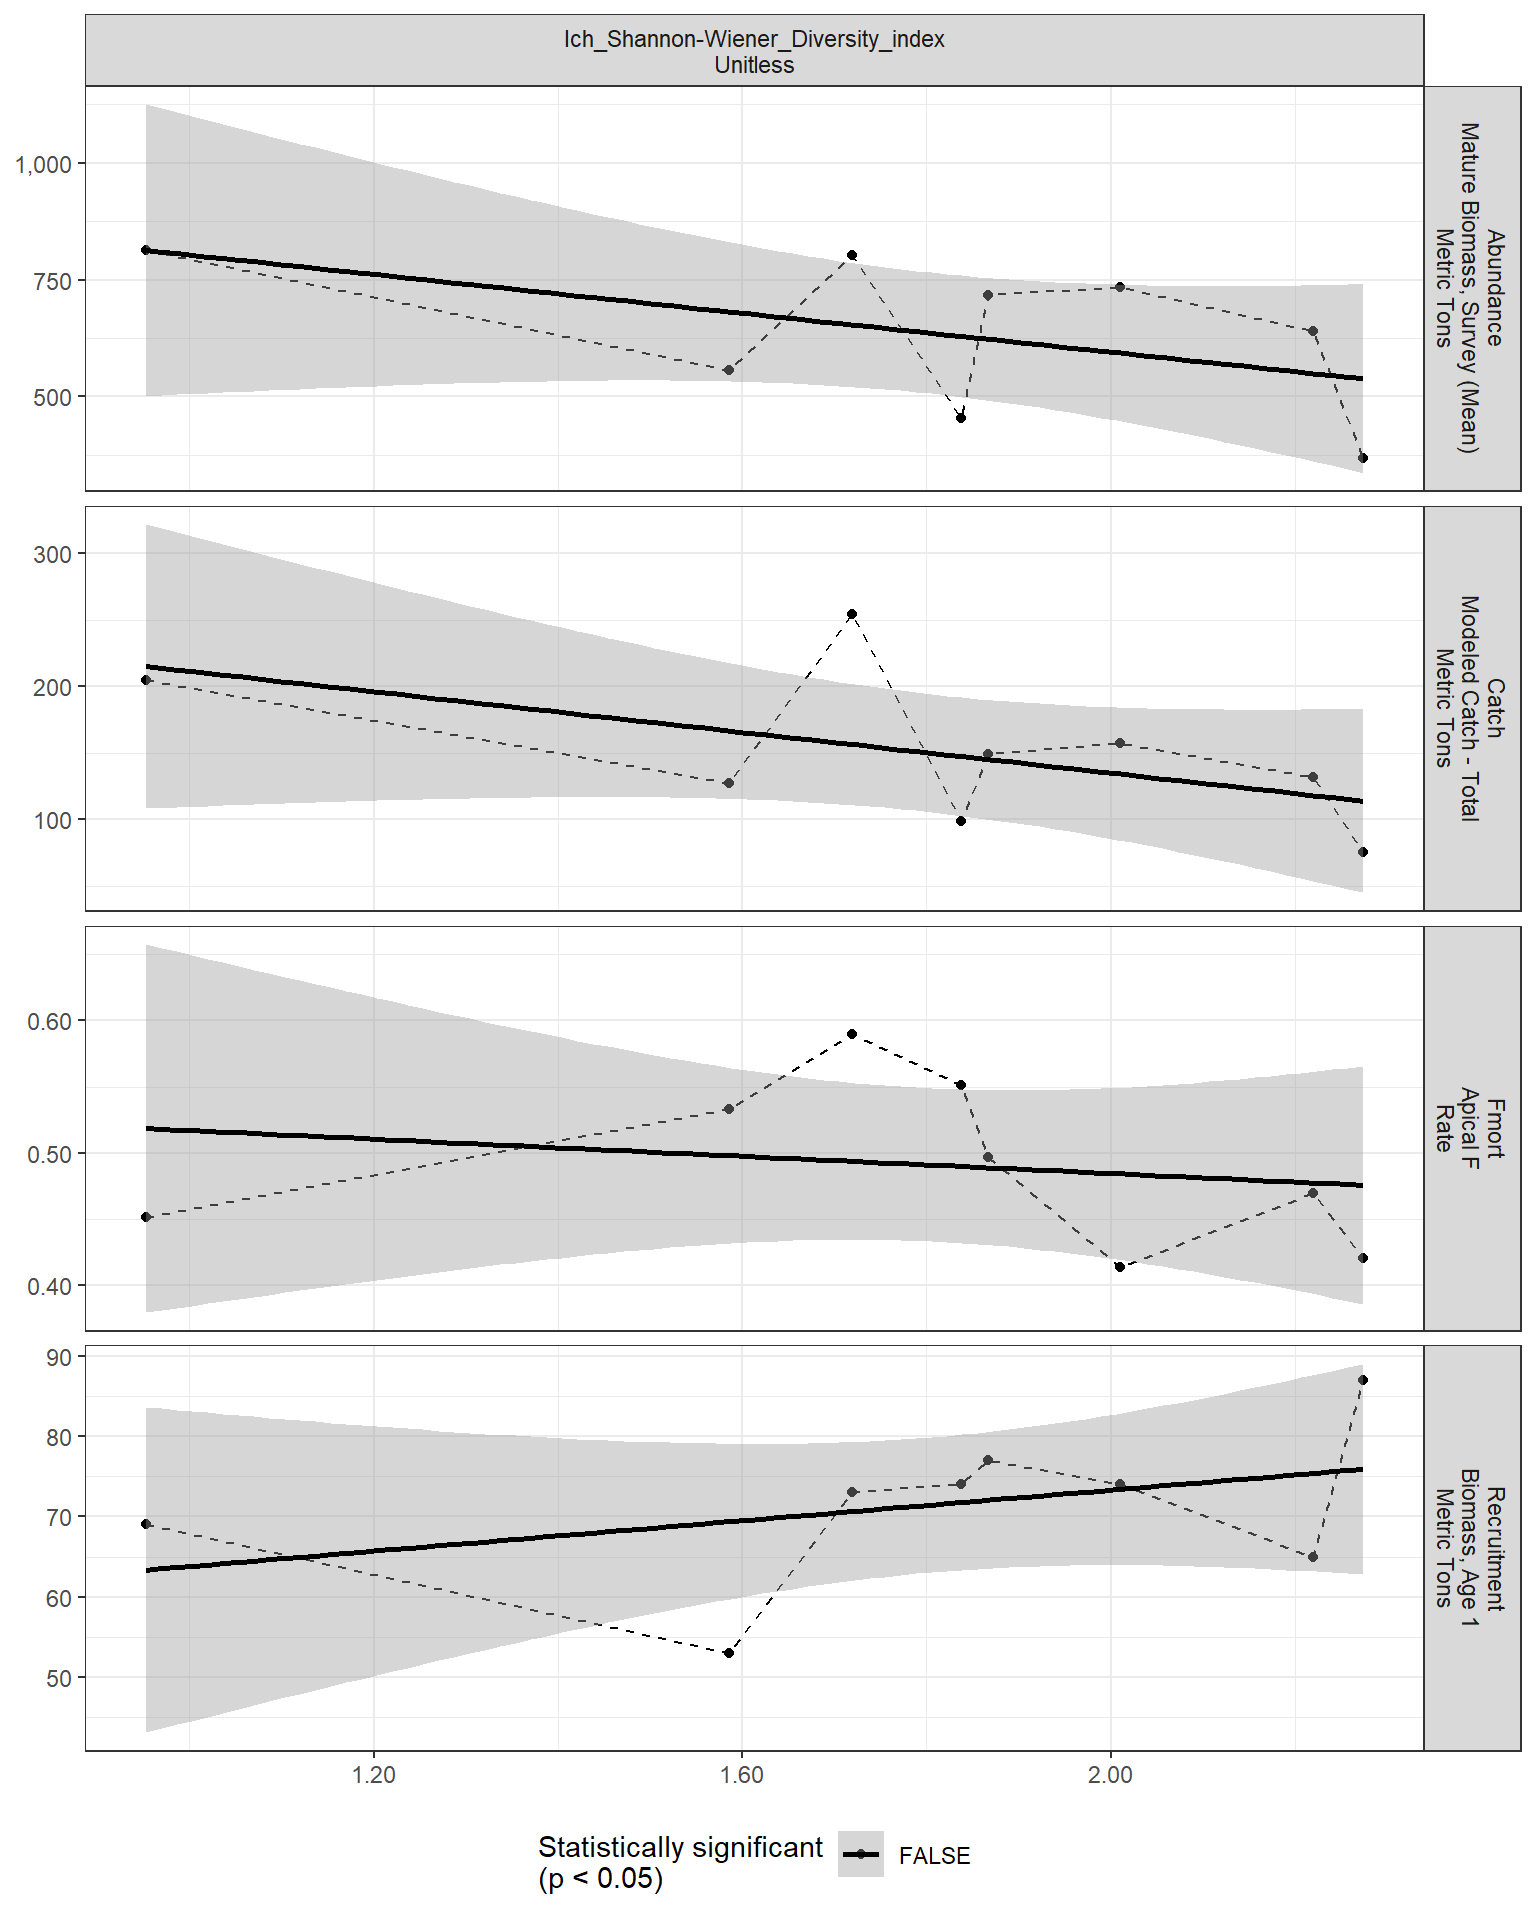 Ich_Shannon-Wiener_Diversity_index
Unitless
1,000
750
500
Abundance
Mature Biomass, Survey (Mean)
Metric Tons
300
200
100
Catch
Modeled Catch - Total
Metric Tons
0.60
0.50
0.40
Fmort
Apical F
Rate
90
80
70
60
50
Recruitment
Biomass, Age 1
Metric Tons
1.20
1.60
2.00
Statistically significant
(p < 0.05)
FALSE